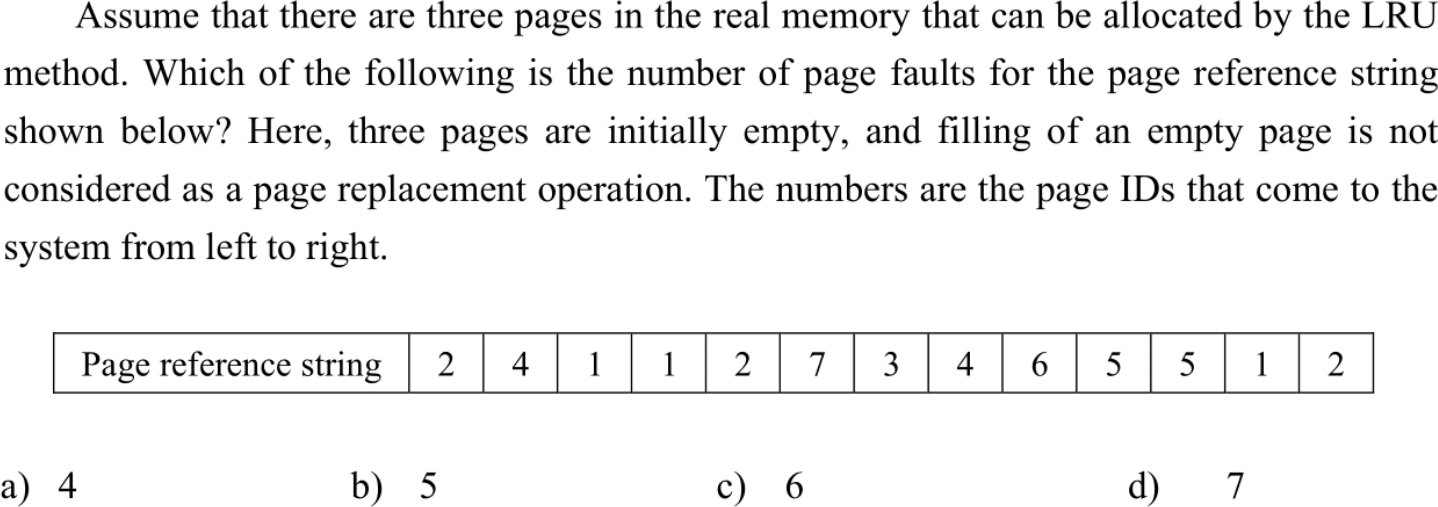 Assume that there are three pages in the real memory that can be allocated by the LRU
method. Which of the following is the number of page faults for the page reference string
shown below? Here, three pages are initially empty, and filling of an empty page is not
considered as a page replacement operation. The numbers are the page IDs that come to the
system from left to right.
Page reference string 2 4 1 1 2 7 3 4 6 5 5 1 2
a) 4 b) 5 c) 6 d) 7